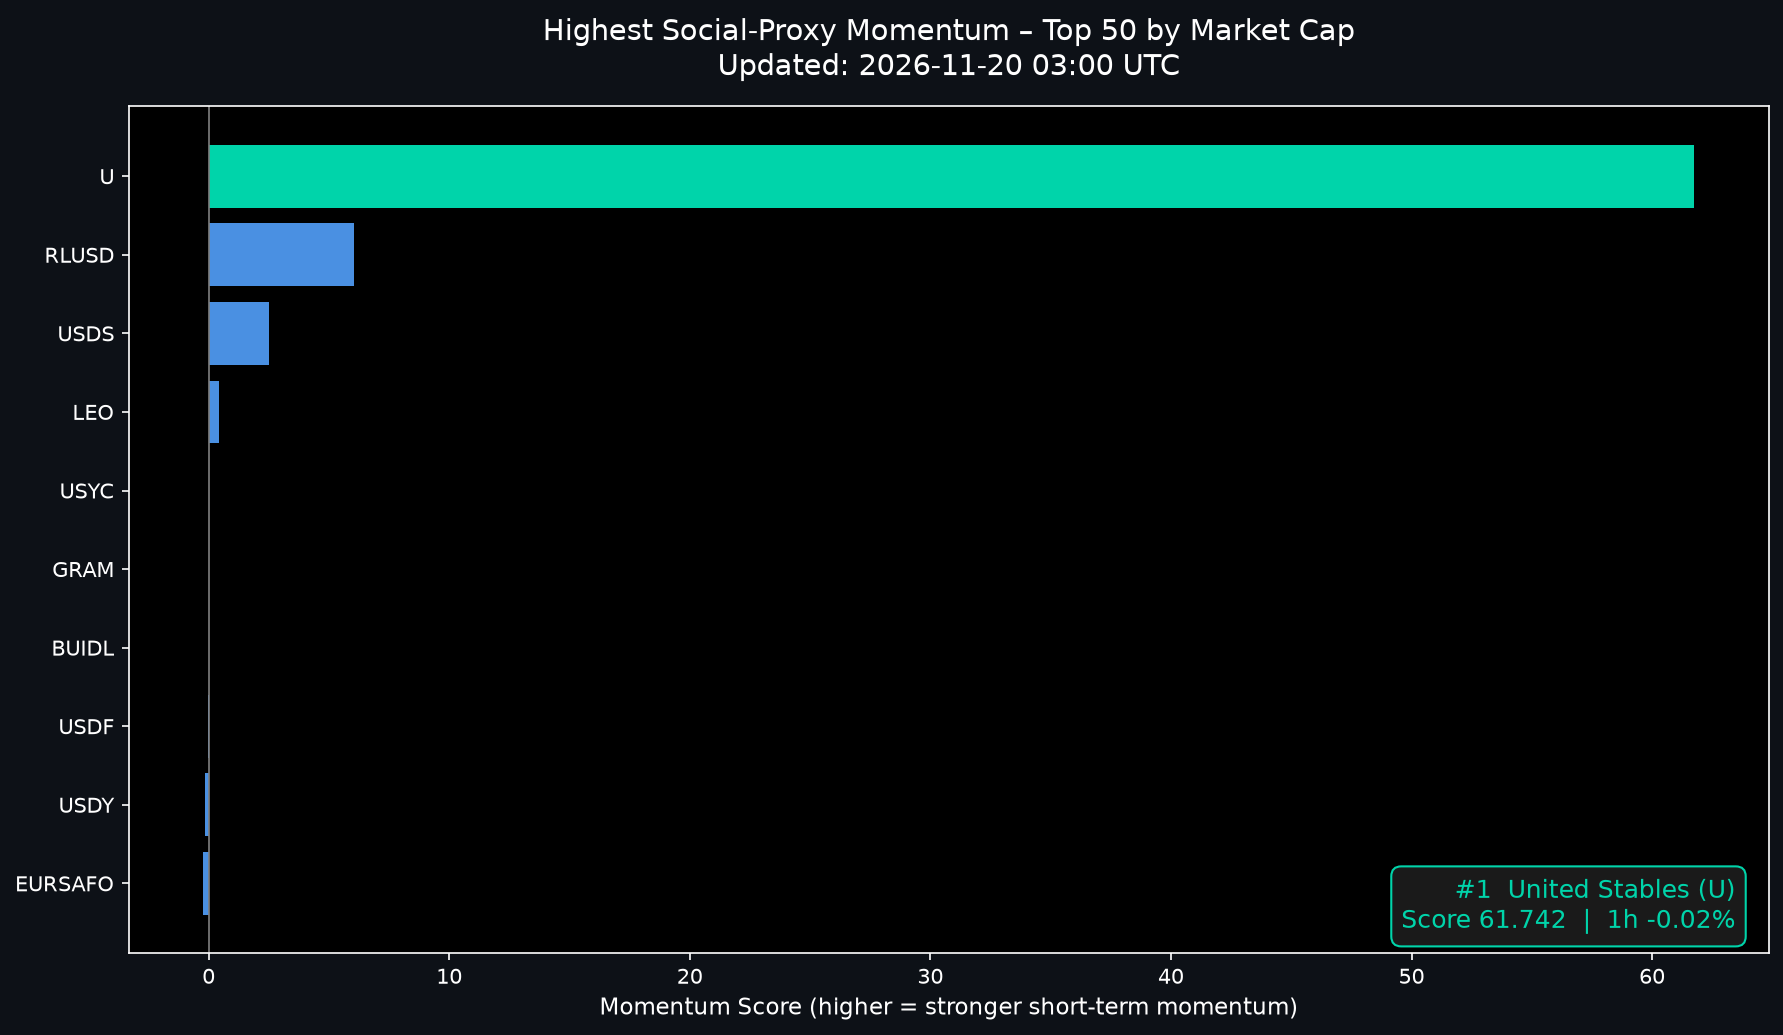 Highest Social-Proxy Momentum – Top 50 by Market Cap
Updated: 2026-11-20 03:00 UTC
U
RLUSD
USDS
LEO
USYC
GRAM
BUIDL
USDF
USDY
EURSAFO
#1  United Stables (U)
Score 61.742  |  1h -0.02%
0 10 20 30 40 50 60
Momentum Score (higher = stronger short-term momentum)